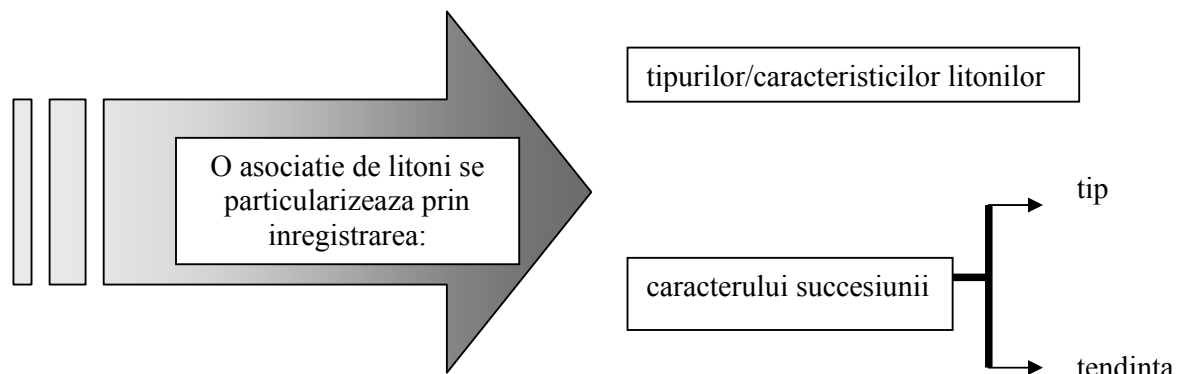 tipurilor/caracteristicilor litonilor
O asociatie de litoni se
particularizeaza prin
inregistrarea:
tip
caracterului succesiunii
tendinta